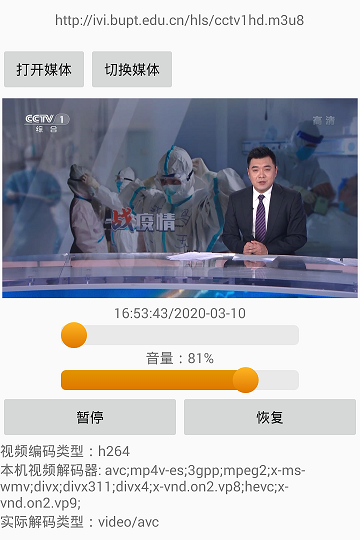 http://ivi.bupt.edu.cn/hls/cctv1hd.m3u8
打开媒体 切换媒体
CCTV 1
综合
高清
战疫情
16:53:43/2020-03-10
音量：81%
暂停 恢复
视频编码类型：h264
本机视频解码器: avc;mp4v-es;3gpp;mpeg2;x-ms-
wmv;divx;divx311;divx4;x-vnd.on2.vp8;hevc;x-
vnd.on2.vp9;
实际解码类型：video/avc